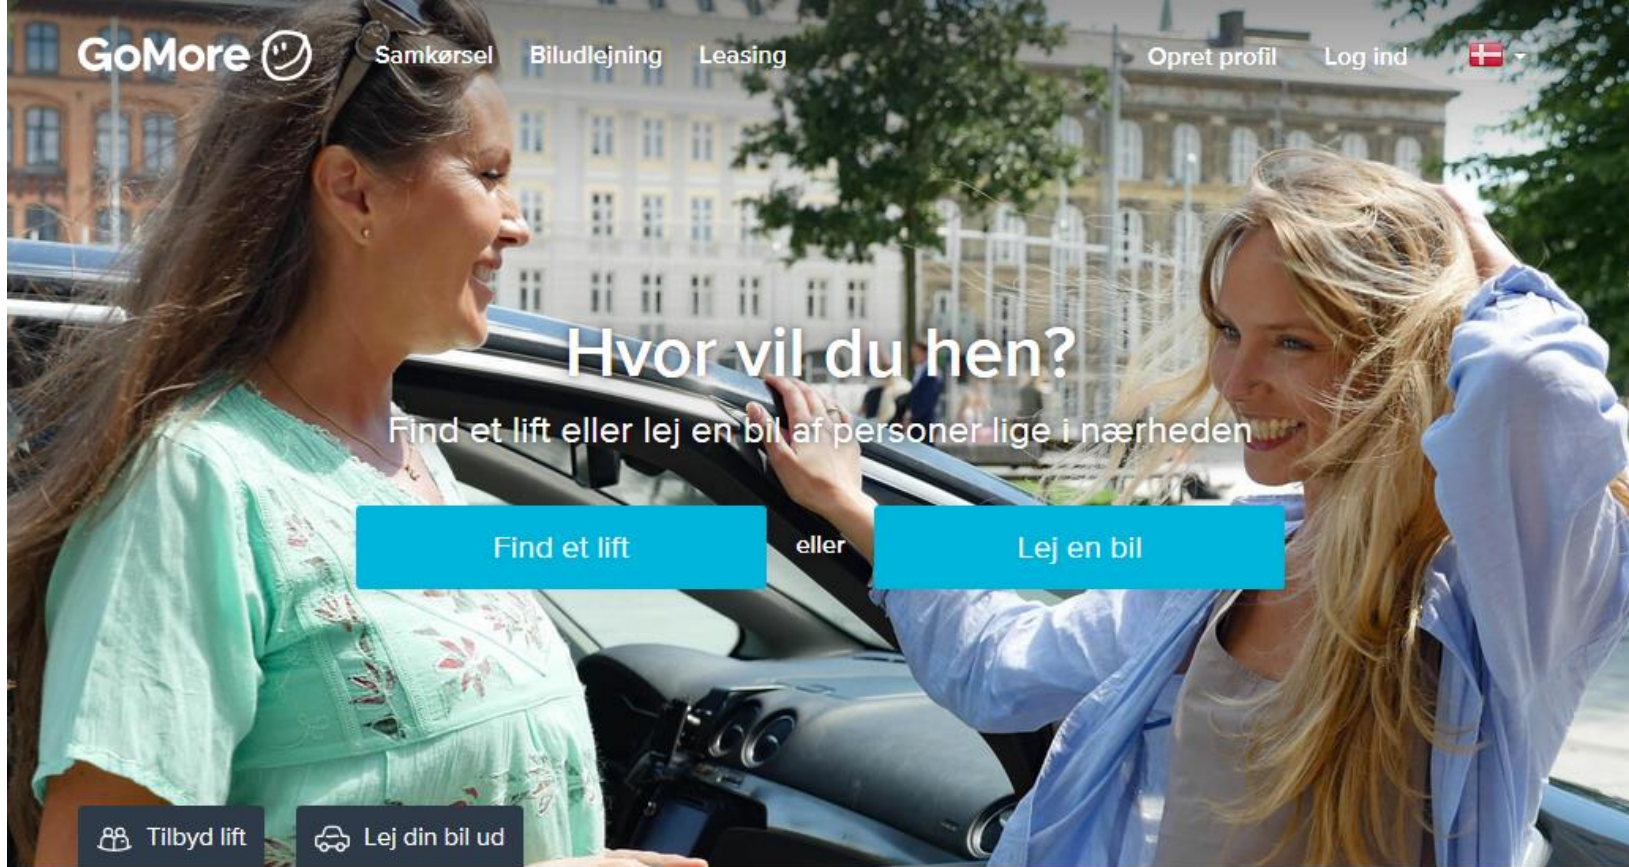 GoMore
Samkørsel Biludlejning Leasing Opret profil Log ind
Hvor vil du hen?
Find et lift eller lej en bil af personer lige i nærheden
Find et lift eller Lej en bil
Tilbyd lift Lej din bil ud